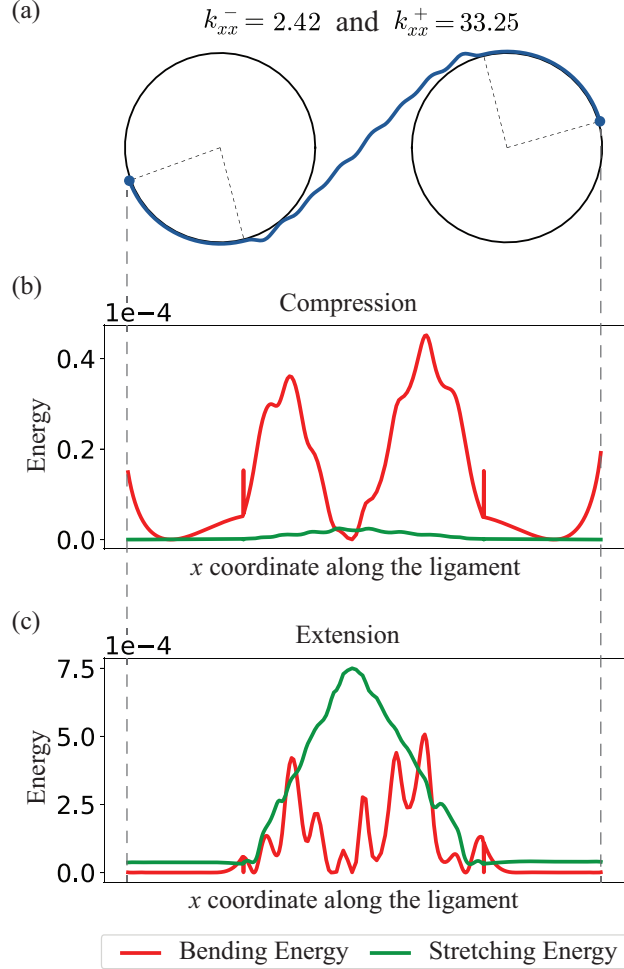 (a)
k_{xx}^{-} = 2.42 and k_{xx}^{+} = 33.25
(b)
Compression
1e−4
0.4
0.2
0.0
Energy
x coordinate along the ligament
(c)
Extension
1e−4
7.5
5.0
2.5
0.0
Energy
x coordinate along the ligament
Bending Energy Stretching Energy